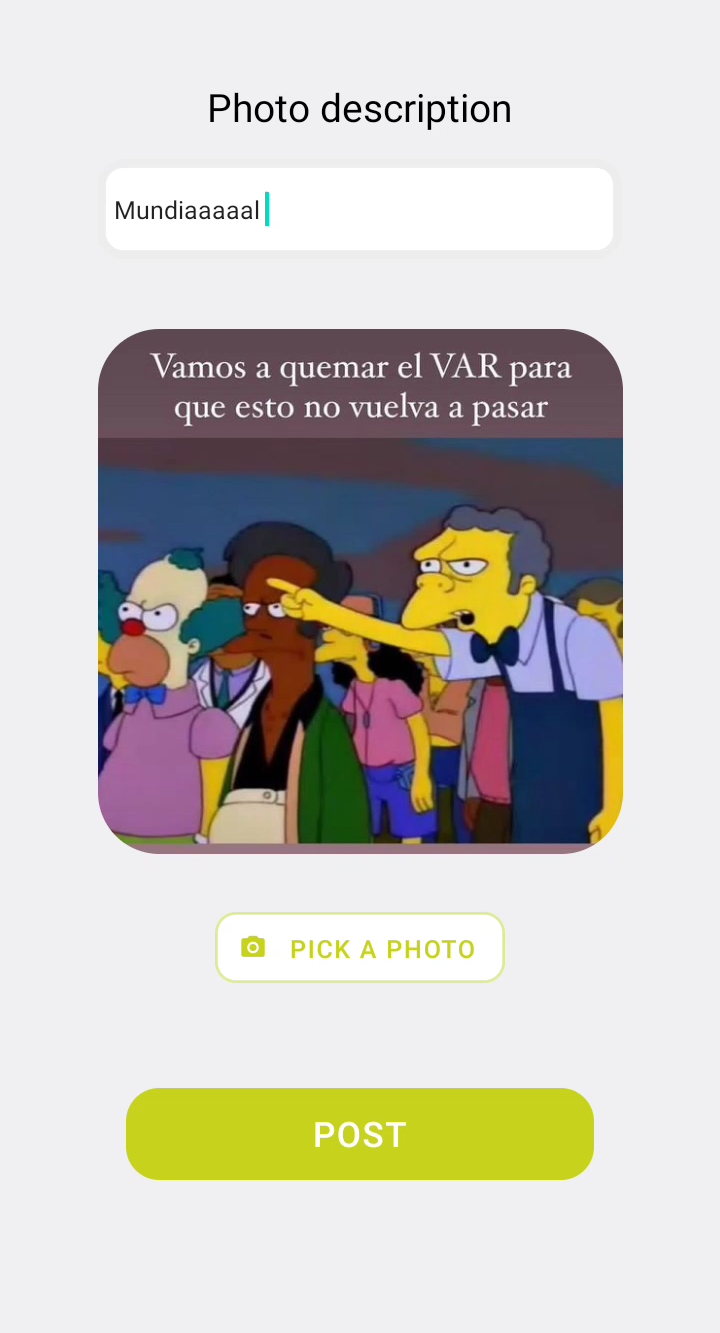 Photo description
Mundiaaaaal
Vamos a quemar el VAR para
que esto no vuelva a pasar
PICK A PHOTO
POST